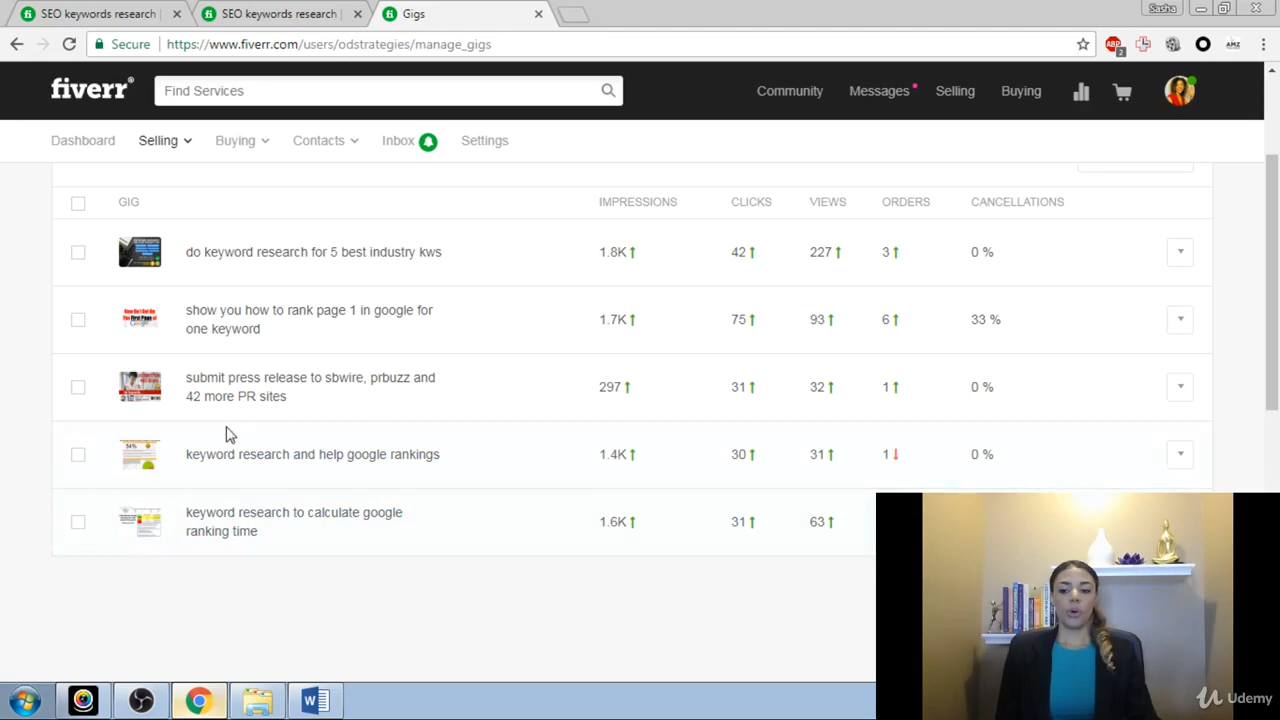 SEO keywords research
SEO keywords research
Gigs
Sasha
Secure
https://www.fiverr.com/users/odstrategies/manage_gigs
ABP
2
AMZ
fiverr®
Find Services
Community
Messages
Selling
Buying
Dashboard
Selling
Buying
Contacts
Inbox
Settings
GIG
IMPRESSIONS
CLICKS
VIEWS
ORDERS
CANCELLATIONS
do keyword research for 5 best industry kws
1.8K
42
227
3
0 %
show you how to rank page 1 in google for
one keyword
1.7K
75
93
6
33 %
submit press release to sbwire, prbuzz and
42 more PR sites
297
31
32
1
0 %
keyword research and help google rankings
1.4K
30
31
1
0 %
keyword research to calculate google
ranking time
1.6K
31
63
Udemy